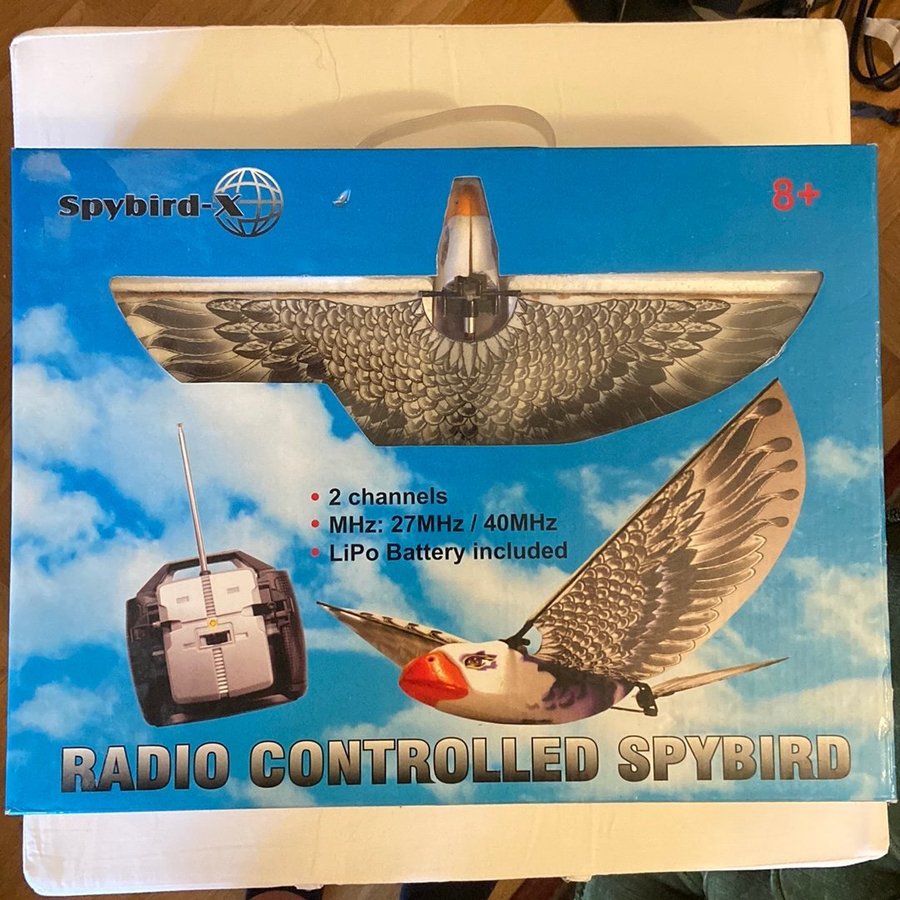 Spybird-X
8+
• 2 channels
• MHz: 27MHz / 40MHz
• LiPo Battery included
RADIO CONTROLLED SPYBIRD